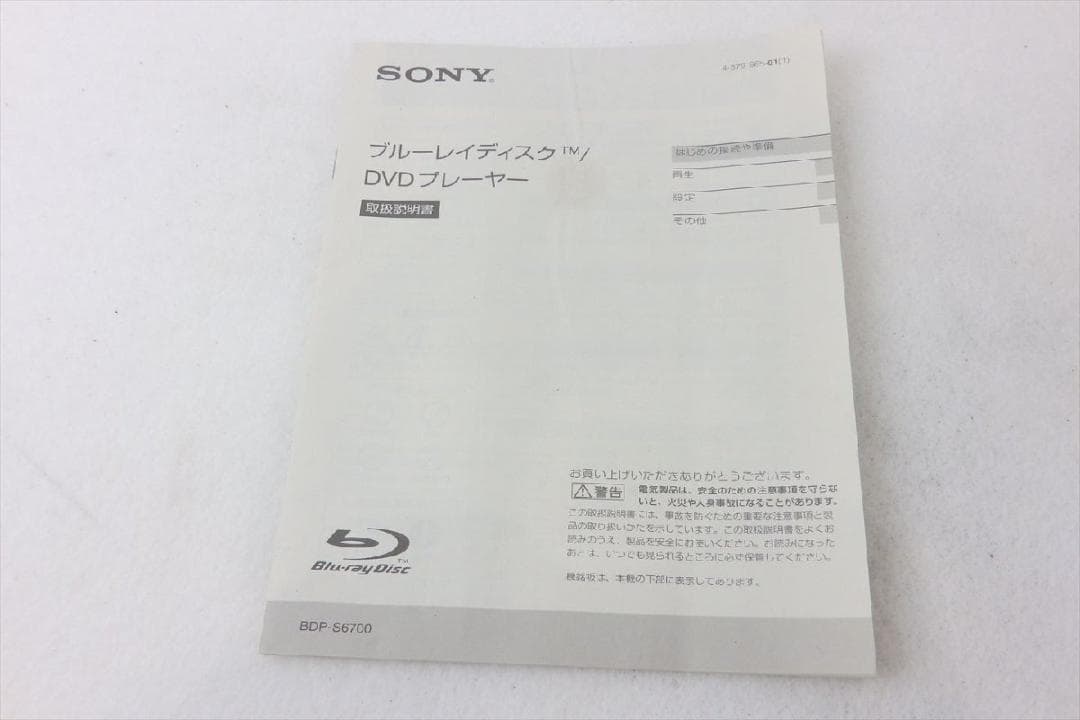 SONY
ブルーレイディスク™/
DVDプレーヤー
取扱説明書
はじめの接続や準備
再生
設定
その他
お買い上げいただきありがとうございます。
警告
電気製品は、安全のための注意事項を守らな
いと、火災や人身事故になることがあります。
この取扱説明書には、事故を防ぐための重要な注意事項と製
品の取り扱いかたを示しています。この取扱説明書をよくお
読みのうえ、製品を安全にお使いください。お読みになった
あとは、いつでも見られるところに必ず保管してください。
機銘板は、本機の下部に表示してあります。
Blu-ray Disc™
BDP-S6700